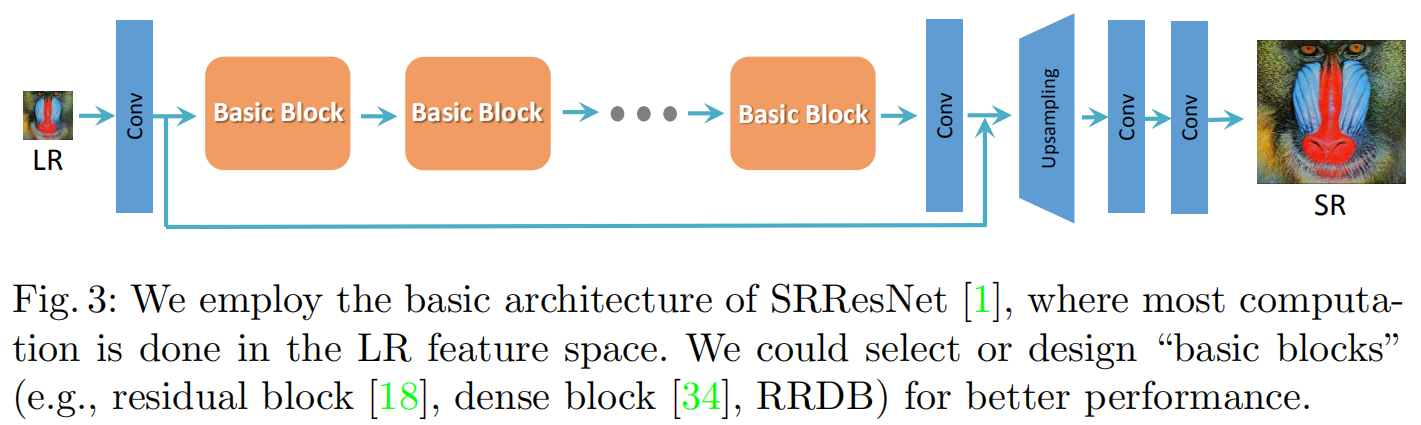 Conv
Basic Block
Basic Block
Basic Block
Conv
Upsampling
Conv
Conv
LR
SR
Fig. 3: We employ the basic architecture of SRResNet [1], where most computa-
tion is done in the LR feature space. We could select or design “basic blocks”
(e.g., residual block [18], dense block [34], RRDB) for better performance.